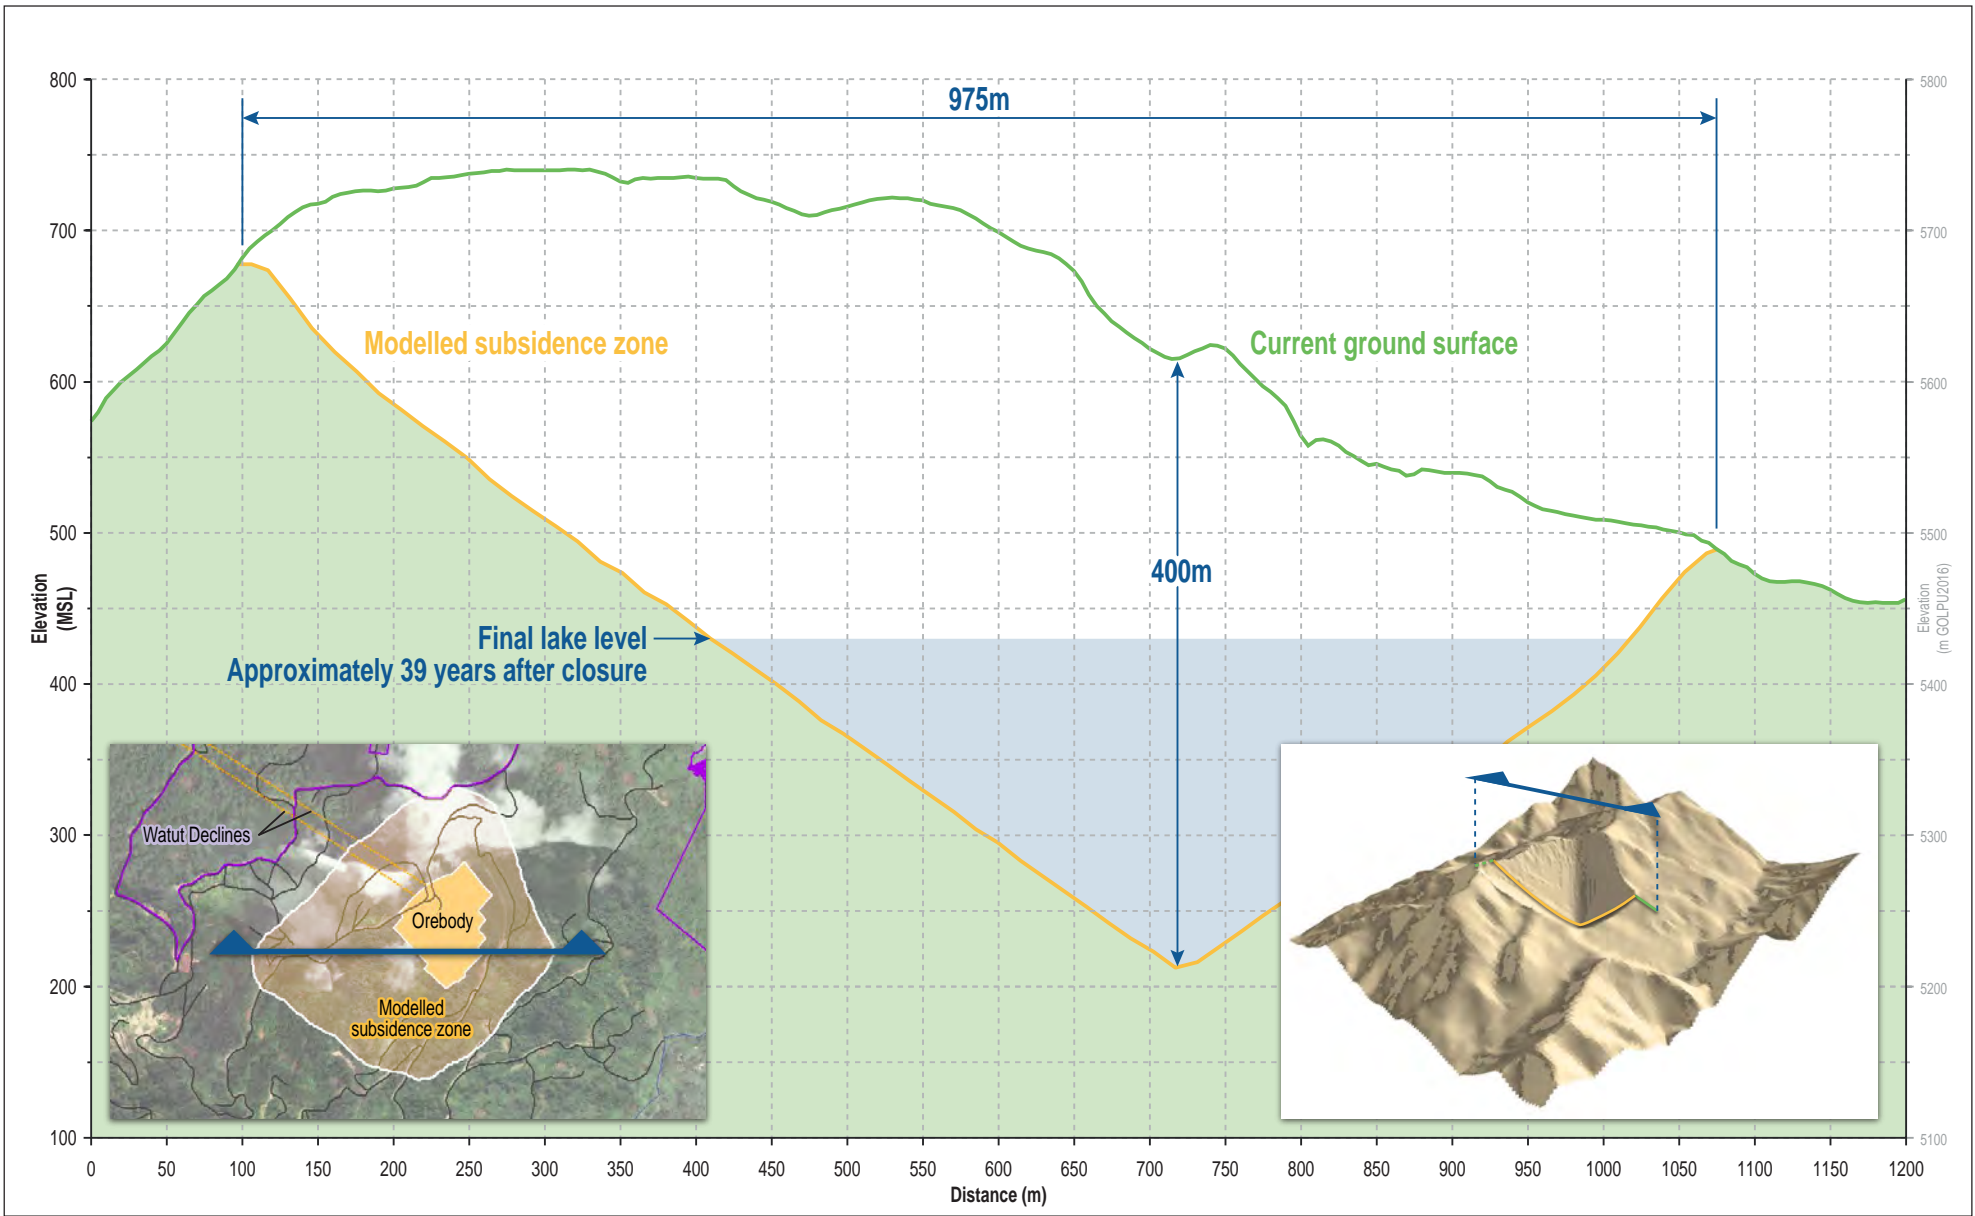 800
700
600
500
400
300
200
100
Elevation
(MSL)
975m
Modelled subsidence zone
Current ground surface
400m
Final lake level
Approximately 39 years after closure
Watut Declines
Orebody
Modelled
subsidence zone
5800
5700
5600
5500
5400
5300
5200
5100
Elevation
(m GOLPU2016)
0 50 100 150 200 250 300 350 400 450 500 550 600 650 700 750 800 850 900 950 1000 1050 1100 1150 1200
Distance (m)